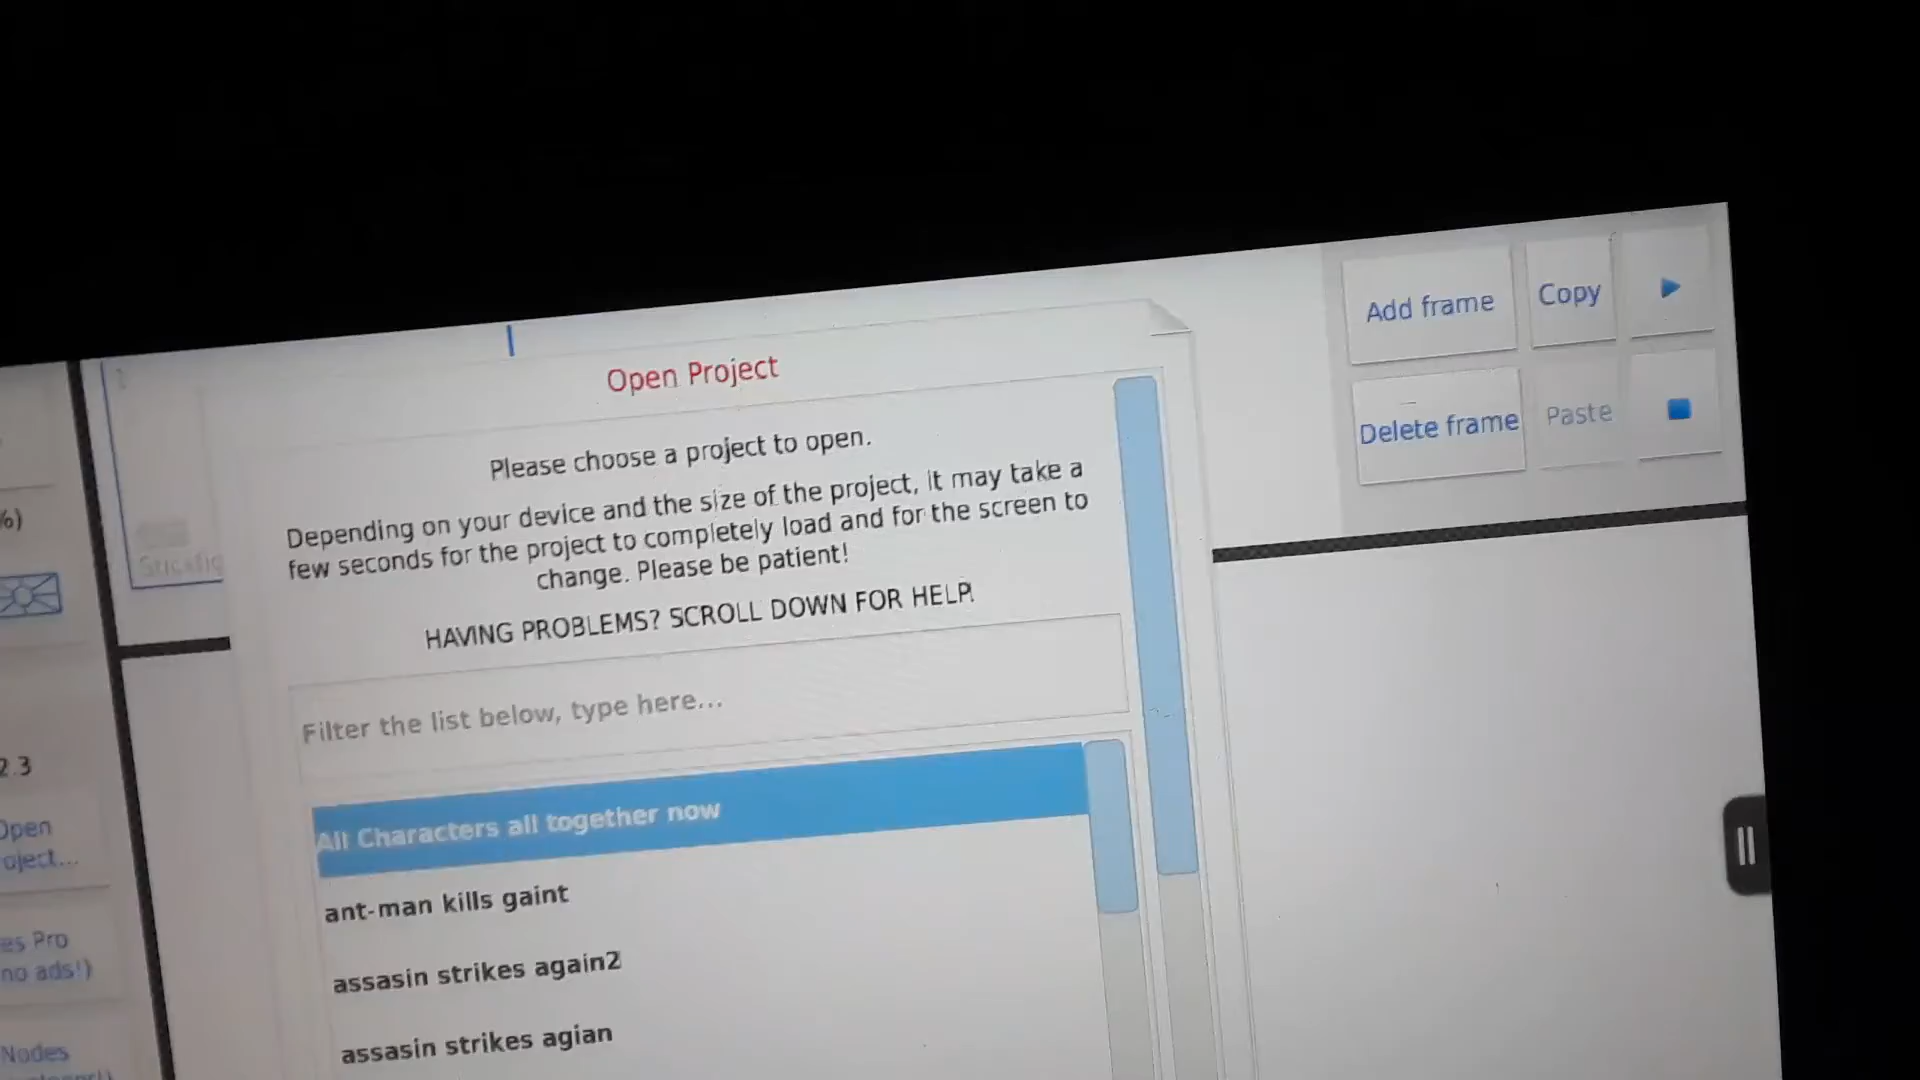 Open Project
Please choose a project to open.
Depending on your device and the size of the project, it may take a
few seconds for the project to completely load and for the screen to
change. Please be patient!
HAVING PROBLEMS? SCROLL DOWN FOR HELP!
Filter the list below, type here...
All Characters all together now
ant-man kills gaint
assasin strikes again2
assasin strikes agian
Add frame
Copy
Delete frame
Paste
1
%)
2.3
Open
oject...
es Pro
no ads!)
Nodes